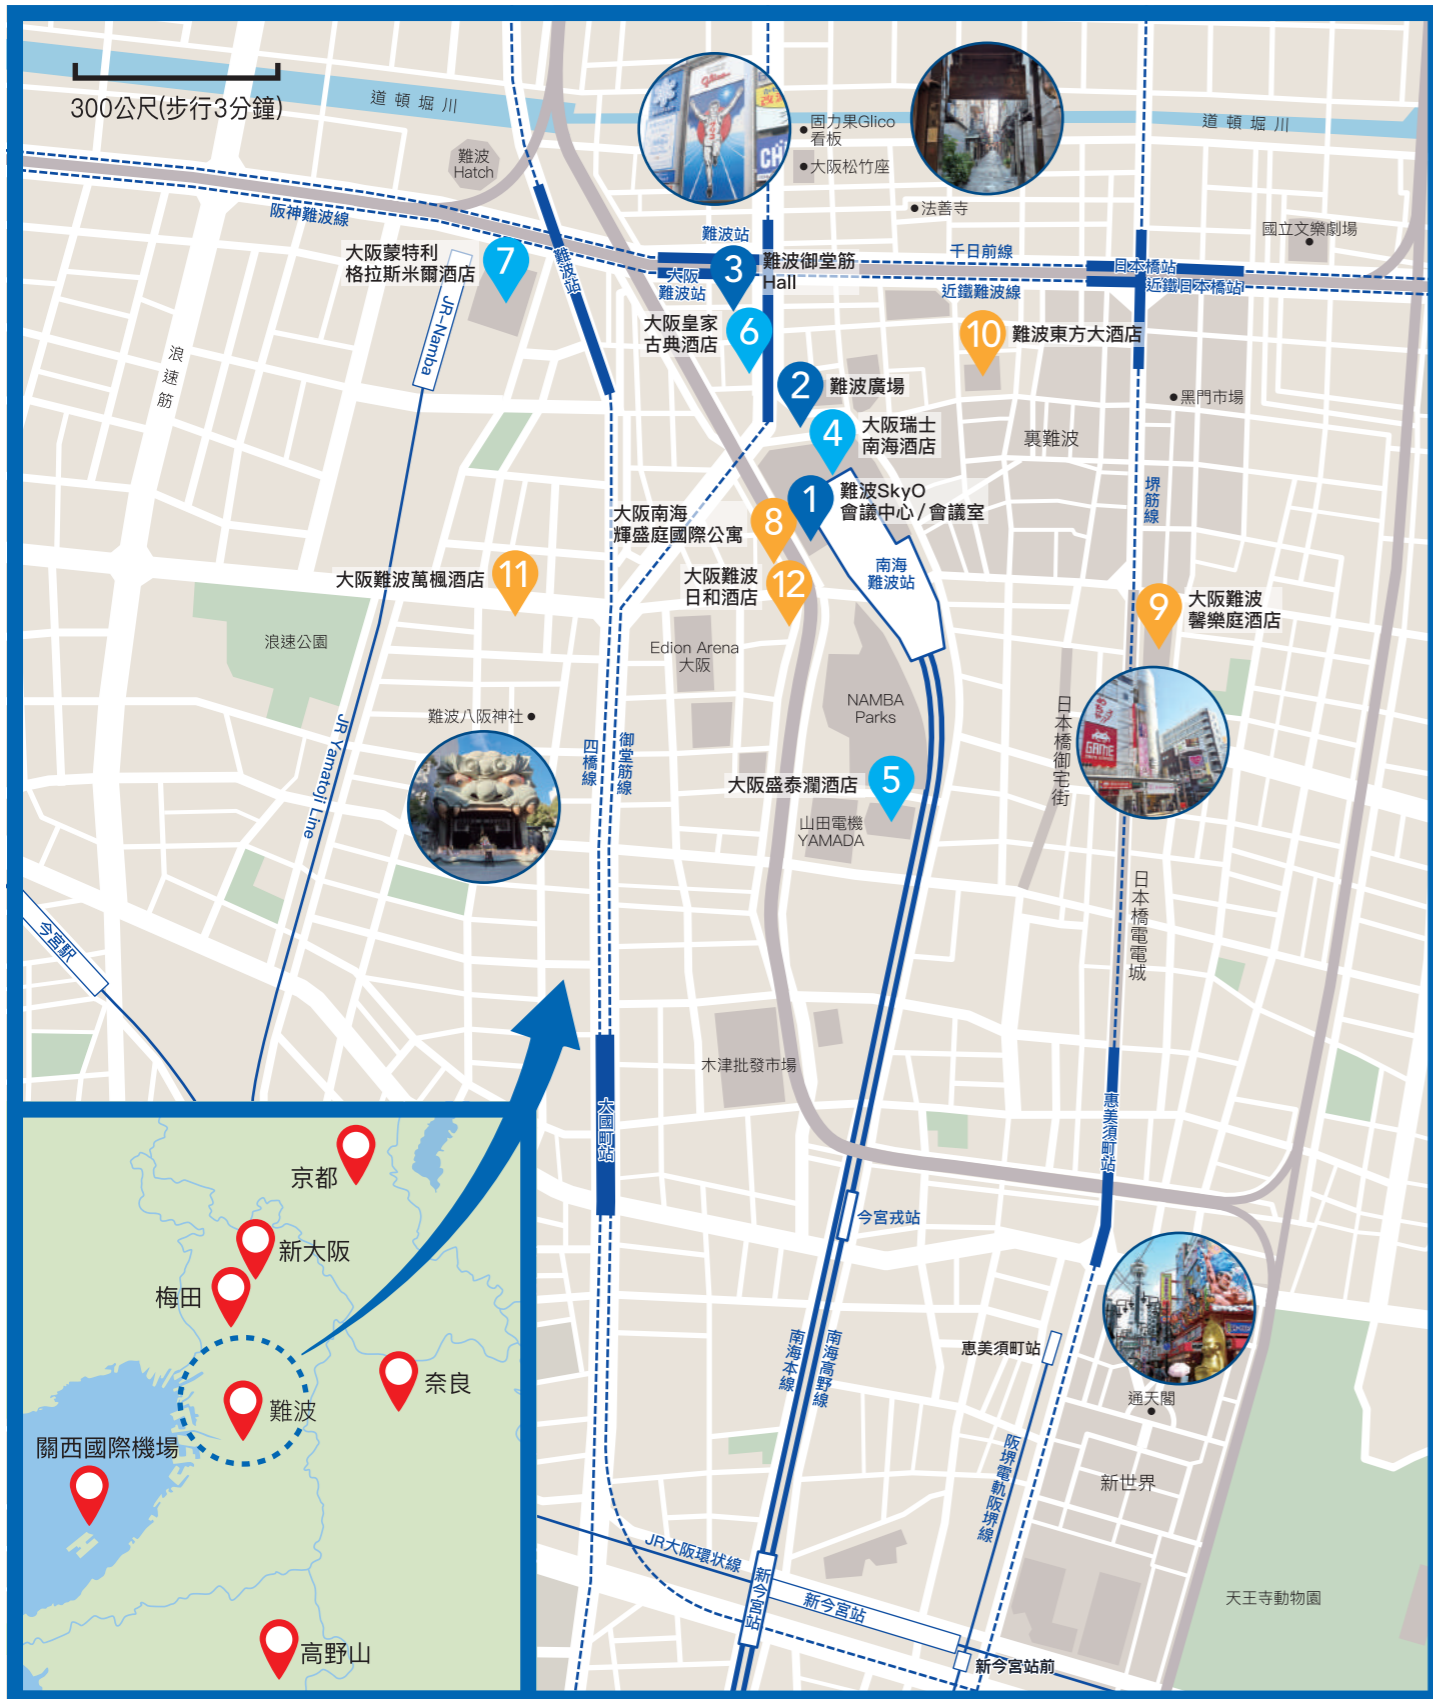 300公尺(步行3分鐘)
道頓堀川
難波
Hatch
Glico
固力果Glico
看板
大阪松竹座
法善寺
道頓堀川
國立文樂劇場
阪神難波線
大阪蒙特利
格拉斯米爾酒店
7
難波站
難波站
大阪
難波站
3
難波御堂筋
Hall
千日前線
近鐵難波線
日本橋站
近鐵日本橋站
JR-Namba
浪速筋
大阪皇家
古典酒店
6
10
難波東方大酒店
2
難波廣場
黑門市場
4
大阪瑞士
南海酒店
裏難波
1
難波SkyO
會議中心/會議室
堺筋線
大阪南海
輝盛庭國際公寓
8
南海
難波站
大阪難波萬楓酒店
11
大阪難波
日和酒店
12
9
大阪難波
馨樂庭酒店
浪速公園
Edion Arena
大阪
NAMBA
Parks
難波八阪神社
JR Yamatoji Line
四橋線
御堂筋線
日本橋御宅街
GAME
大阪盛泰瀾酒店
5
山田電機
YAMADA
日本橋電電城
今宮駅
木津批發市場
大國町站
惠美須町站
今宮戎站
京都
新大阪
梅田
奈良
難波
關西國際機場
高野山
南海本線
南海高野線
恵美須町站
通天閣
阪堺電軌阪堺線
新世界
JR大阪環状線
新今宮站
新今宮站
天王寺動物園
新今宮站前